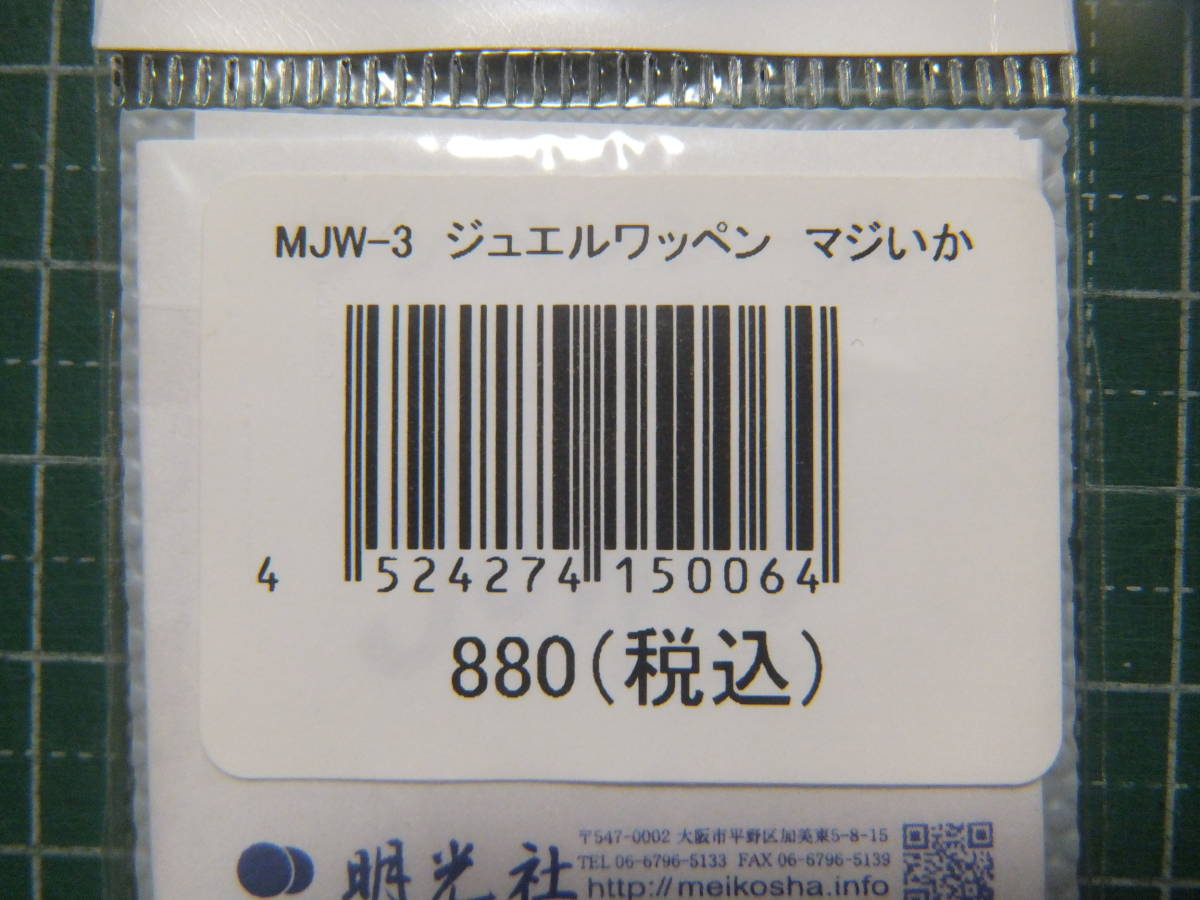 MJW-3 ジュエルワッペン マジいか
4 524274 150064
880(税込)
明光社
〒547-0002 大阪市平野区加美東5-8-15
TEL 06-6796-5133 FAX 06-6796-5139
http://meikosha.info